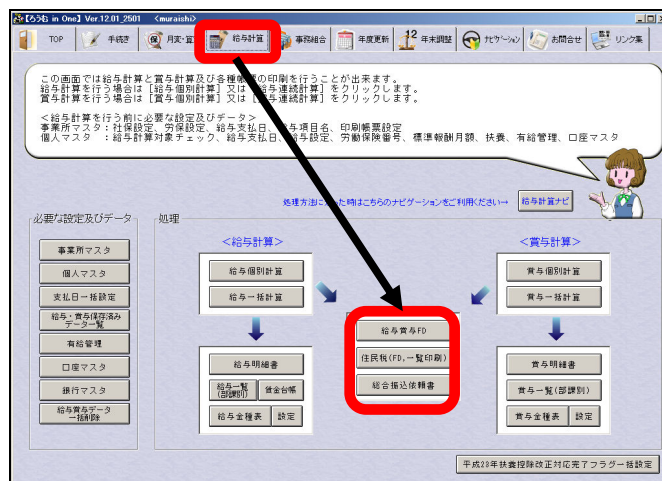 【ろうむ in One】 Ver.12.01_2501 <muraishi>
TOP 手続き 月変・算 給与計算 事務組合 年度更新 年末調整 ナビゲーション お問合せ リンク集
この画面では給与計算と賞与計算及び各種帳票の印刷を行うことが出来ます。
給与計算を行う場合は [給与個別計算] 又は [給与連続計算] をクリックします。
賞与計算を行う場合は [賞与個別計算] 又は [賞与連続計算] をクリックします。
<給与計算を行う前に必要な設定及びデータ>
事業所マスタ：社保設定、労保設定、給与支払日、給与項目名、印刷帳票設定
個人マスタ ：給与計算対象チェック、給与支払日、給与設定、労働保険番号、標準報酬月額、扶養、有給管理、口座マスタ
処理方法に った時はこちらのナビゲーションをご利用ください→ 給与計算ナビ
必要な設定及びデータ
事業所マスタ
個人マスタ
支払日一括設定
給与・賞与保存済み
データ一覧
有給管理
口座マスタ
銀行マスタ
給与賞与データ
一括削除
処理
<給与計算>
給与個別計算
給与一括計算
給与明細書
給与一覧
(部課別)
賃金台帳
給与金種表 設定
給与賞与FD
住民税(FD,一覧印刷)
総合振込依頼書
<賞与計算>
賞与個別計算
賞与一括計算
賞与明細書
賞与一覧(部課別)
賞与金種表 設定
平成23年扶養控除改正対応完了フラグ一括設定